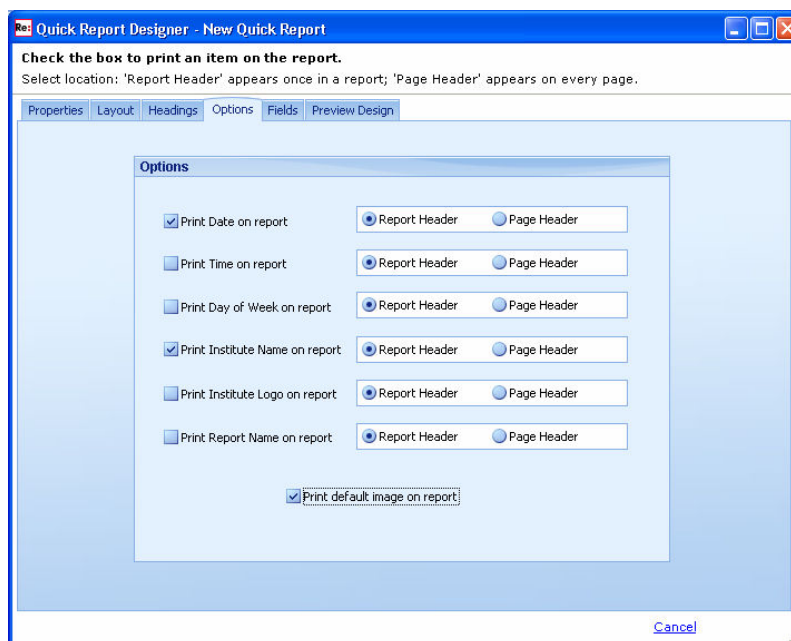 Re: Quick Report Designer - New Quick Report
Check the box to print an item on the report.
Select location: 'Report Header' appears once in a report; 'Page Header' appears on every page.
Properties Layout Headings Options Fields Preview Design
Options
Print Date on report Report Header Page Header
Print Time on report Report Header Page Header
Print Day of Week on report Report Header Page Header
Print Institute Name on report Report Header Page Header
Print Institute Logo on report Report Header Page Header
Print Report Name on report Report Header Page Header
Print default image on report
Cancel